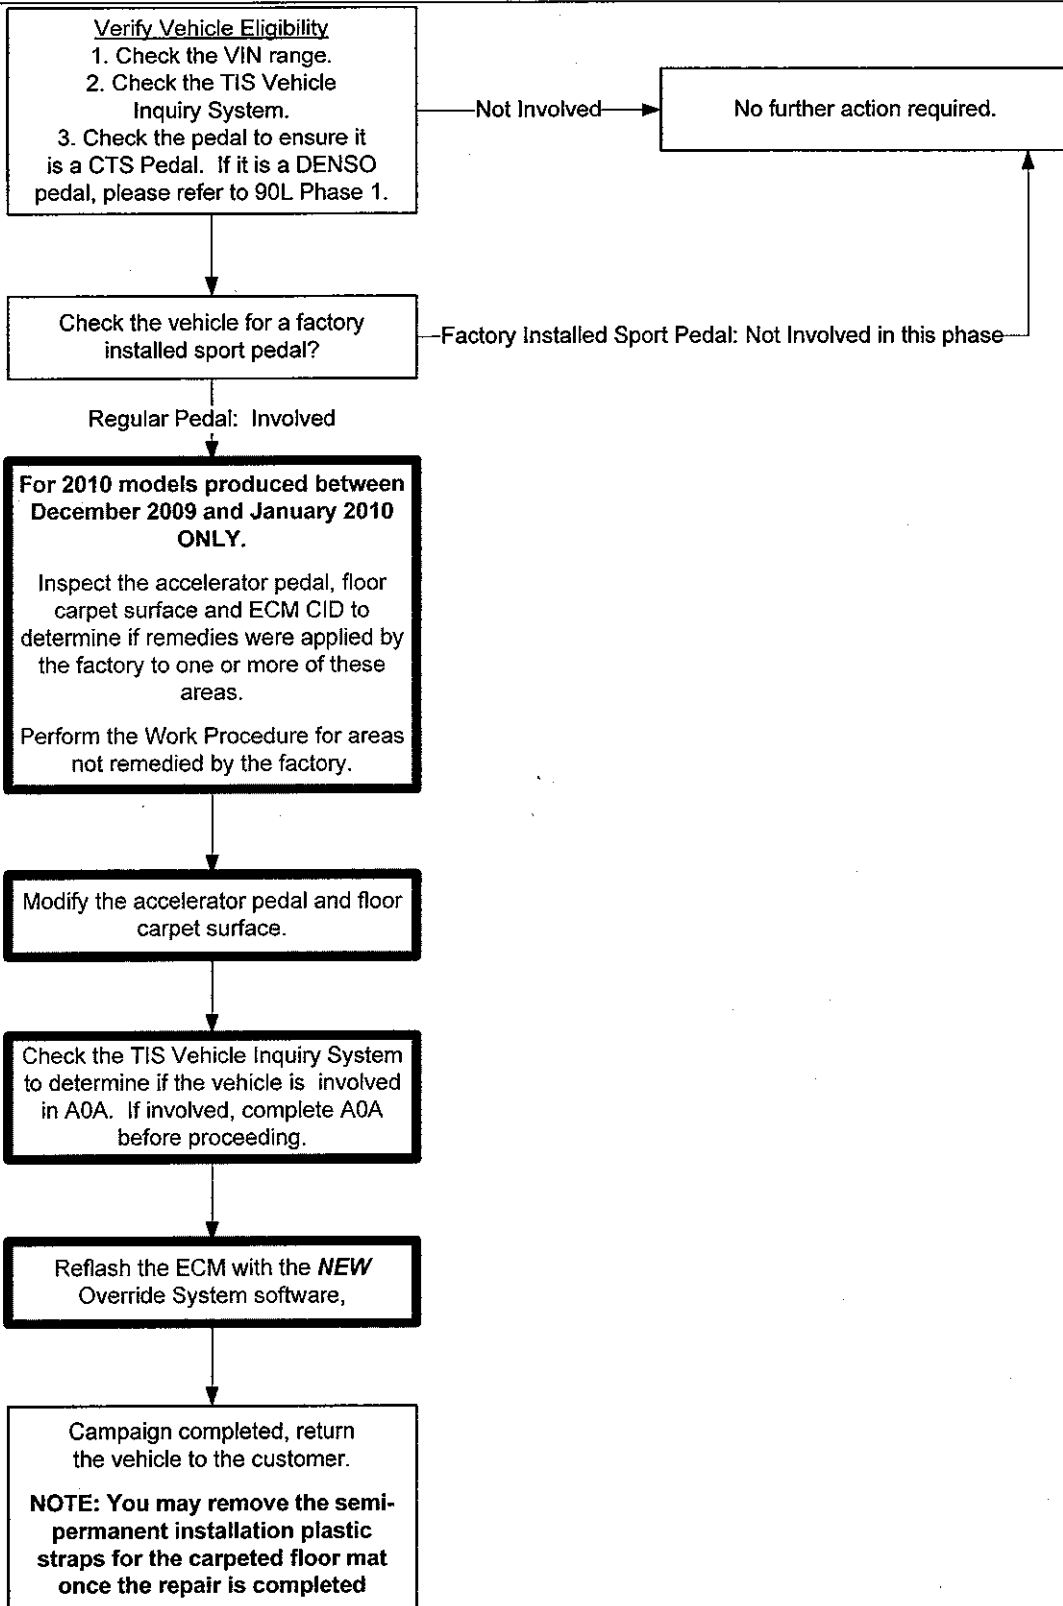 Verify Vehicle Eligibility
1. Check the VIN range.
2. Check the TIS Vehicle
Inquiry System.
3. Check the pedal to ensure it
is a CTS Pedal. If it is a DENSO
pedal, please refer to 90L Phase 1.
Not Involved
No further action required.
Check the vehicle for a factory
installed sport pedal?
Factory Installed Sport Pedal: Not Involved in this phase
Regular Pedal: Involved
For 2010 models produced between
December 2009 and January 2010
ONLY.
Inspect the accelerator pedal, floor
carpet surface and ECM CID to
determine if remedies were applied by
the factory to one or more of these
areas.
Perform the Work Procedure for areas
not remedied by the factory.
Modify the accelerator pedal and floor
carpet surface.
Check the TIS Vehicle Inquiry System
to determine if the vehicle is involved
in A0A. If involved, complete A0A
before proceeding.
Reflash the ECM with the NEW
Override System software,
Campaign completed, return
the vehicle to the customer.
NOTE: You may remove the semi-
permanent installation plastic
straps for the carpeted floor mat
once the repair is completed